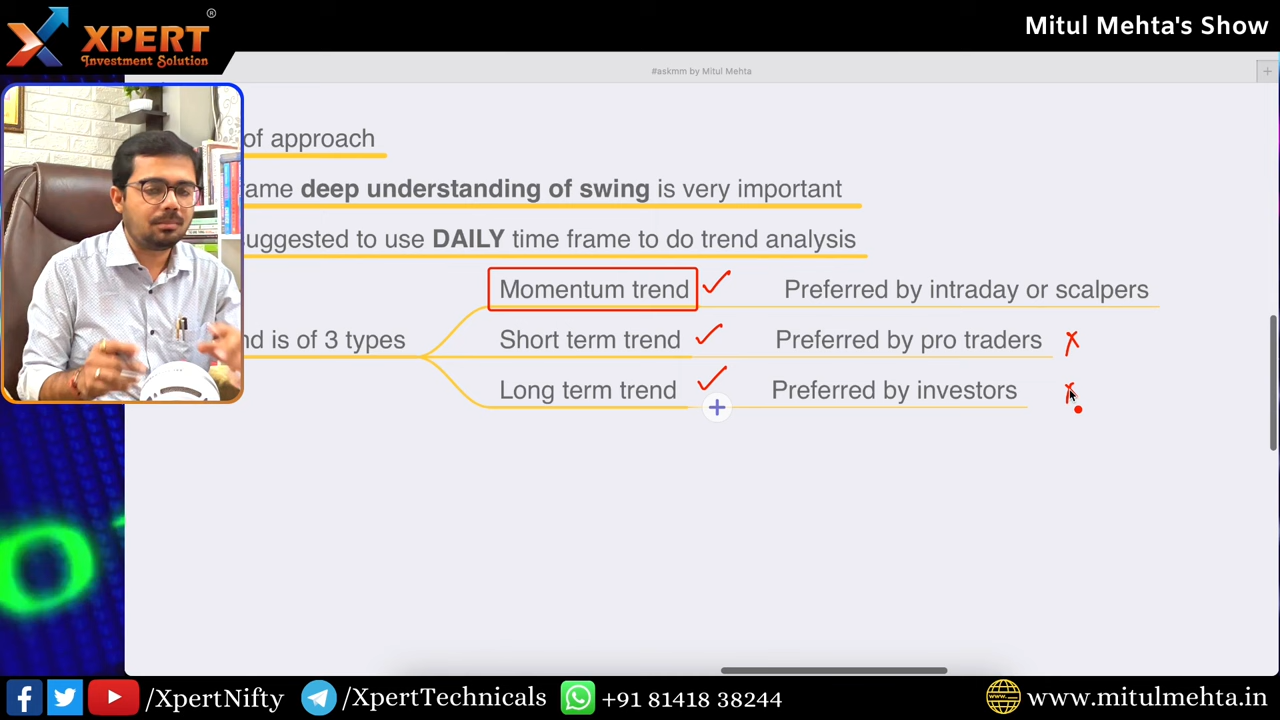 XPERT
®
Investment Solution
Mitul Mehta's Show
#askmm by Mitul Mehta
of approach
ame deep understanding of swing is very important
suggested to use DAILY time frame to do trend analysis
Momentum trend
Preferred by intraday or scalpers
nd is of 3 types
Short term trend
Preferred by pro traders
Long term trend
Preferred by investors
/XpertNifty
/XpertTechnicals
+91 81418 38244
www.mitulmehta.in